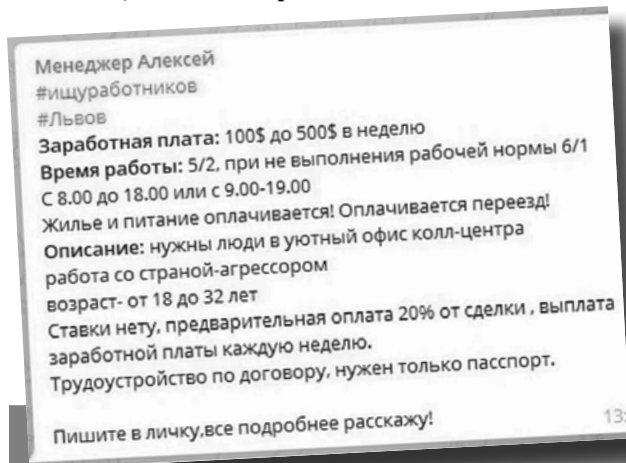 Менеджер Алексей
#ищуработников
#Львов
Заработная плата: 100$ до 500$ в неделю
Время работы: 5/2, при не выполнения рабочей нормы 6/1
С 8.00 до 18.00 или с 9.00-19.00
Жилье и питание оплачивается! Оплачивается переезд!
Описание: нужны люди в уютный офис колл-центра
работа со страной-агрессором
возраст- от 18 до 32 лет
Ставки нету, предварительная оплата 20% от сделки , выплата
заработной платы каждую неделю.
Трудоустройство по договору, нужен только пасспорт.
Пишите в личку,все подробнее расскажу!